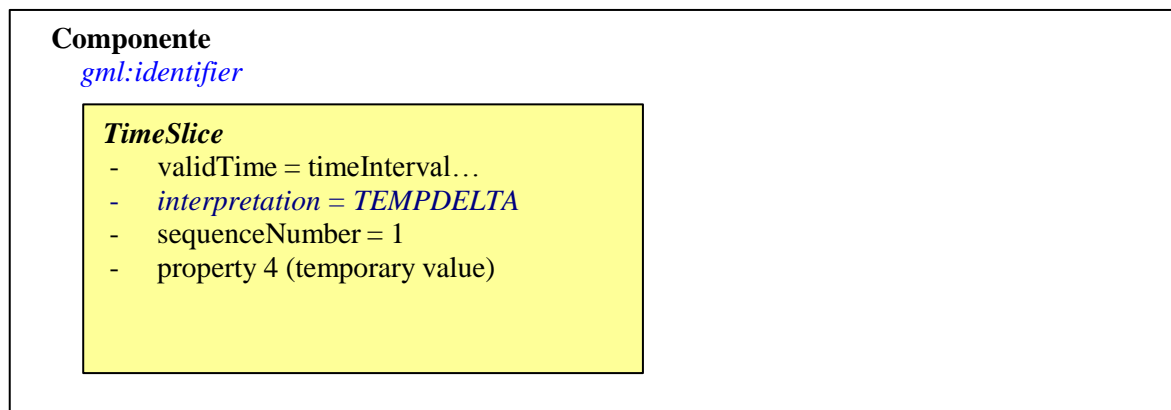 Componente
gml:identifier
TimeSlice
- validTime = timeInterval…
- interpretation = TEMPDELTA
- sequenceNumber = 1
- property 4 (temporary value)